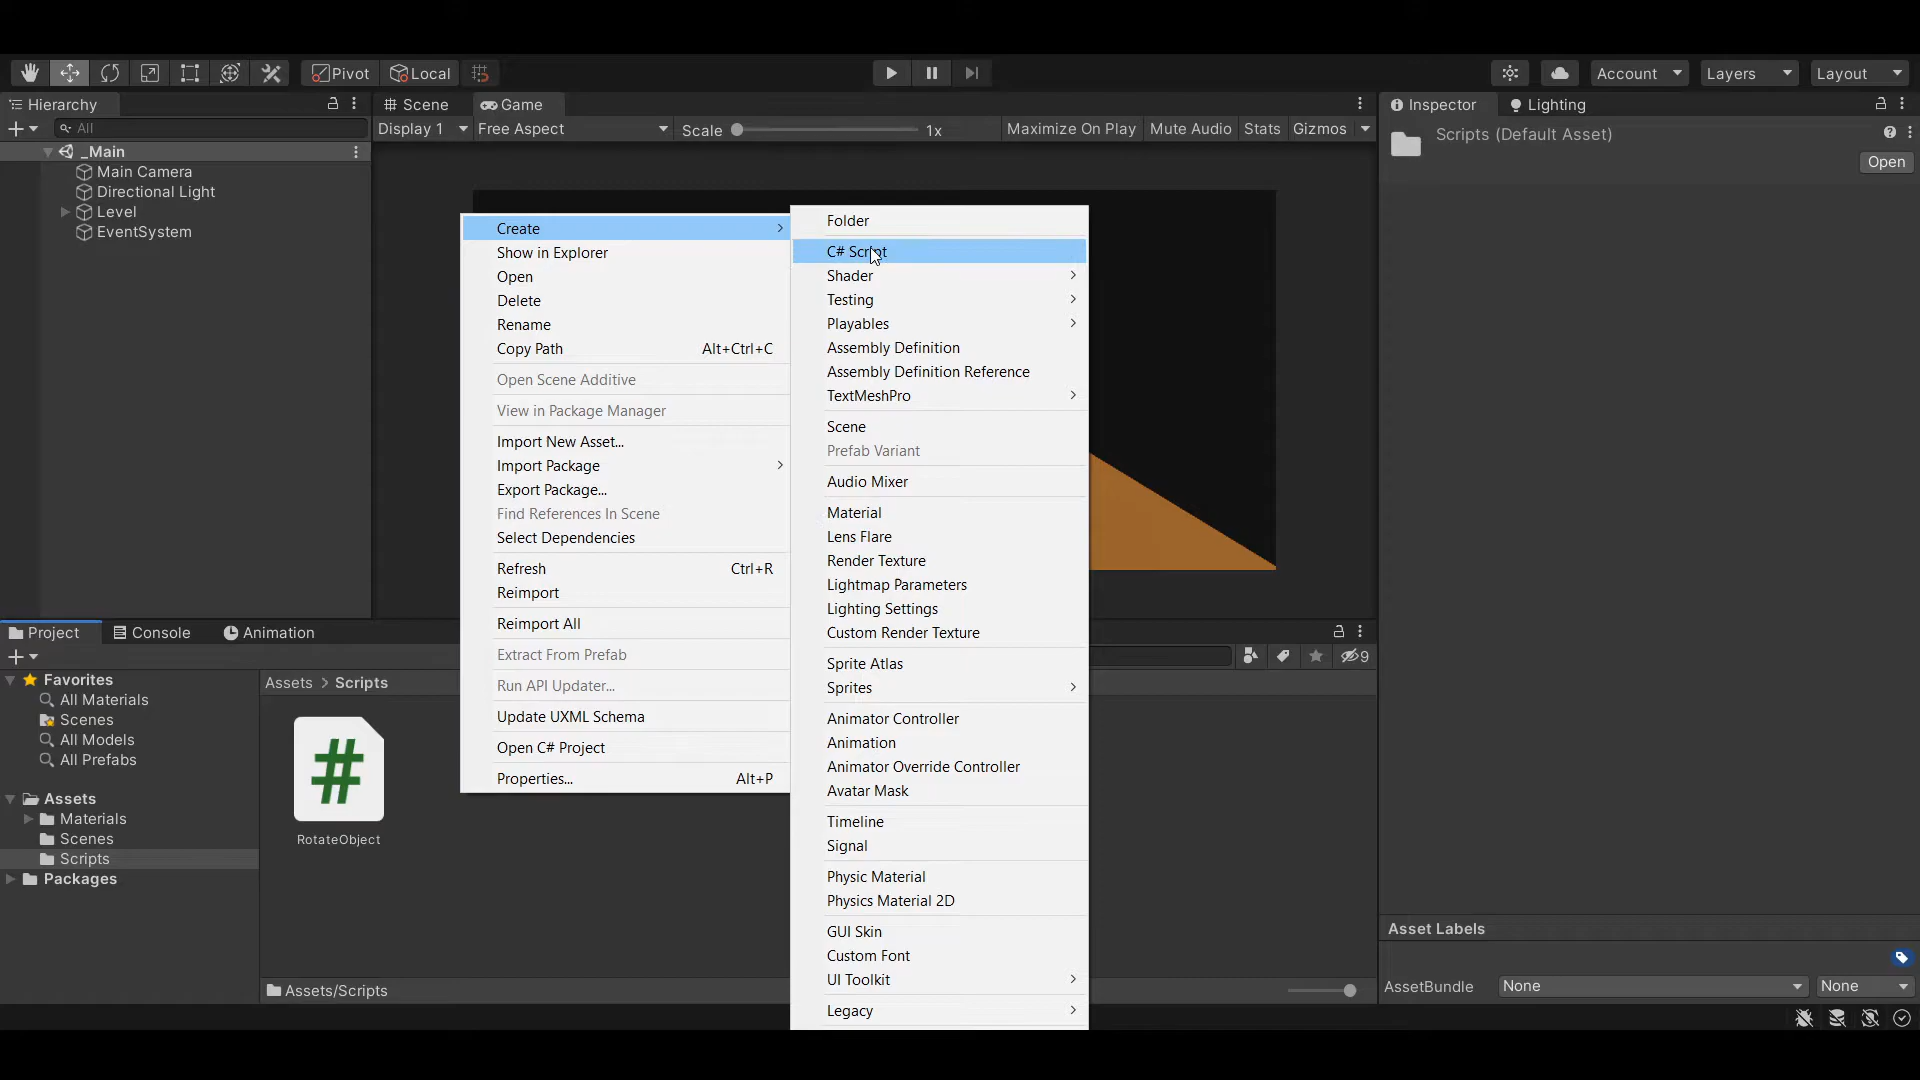 Pivot
Local
Account
Layers
Layout
Hierarchy
All
_Main
Main Camera
Directional Light
Level
EventSystem
Scene
Game
Display 1
Free Aspect
Scale
1x
Maximize On Play
Mute Audio
Stats
Gizmos
Inspector
Lighting
Scripts (Default Asset)
Open
Create
Show in Explorer
Open
Delete
Rename
Copy Path Alt+Ctrl+C
Open Scene Additive
View in Package Manager
Import New Asset...
Import Package
Export Package...
Find References In Scene
Select Dependencies
Refresh Ctrl+R
Reimport
Reimport All
Extract From Prefab
Run API Updater...
Update UXML Schema
Open C# Project
Properties... Alt+P
Folder
C# Script
Shader
Testing
Playables
Assembly Definition
Assembly Definition Reference
TextMeshPro
Scene
Prefab Variant
Audio Mixer
Material
Lens Flare
Render Texture
Lightmap Parameters
Lighting Settings
Custom Render Texture
Sprite Atlas
Sprites
Animator Controller
Animation
Animator Override Controller
Avatar Mask
Timeline
Signal
Physic Material
Physics Material 2D
GUI Skin
Custom Font
UI Toolkit
Legacy
Project
Console
Animation
9
Favorites
All Materials
Scenes
All Models
All Prefabs
Assets
Materials
Scenes
Scripts
Packages
Assets > Scripts
#
RotateObject
Assets/Scripts
Asset Labels
AssetBundle
None
None